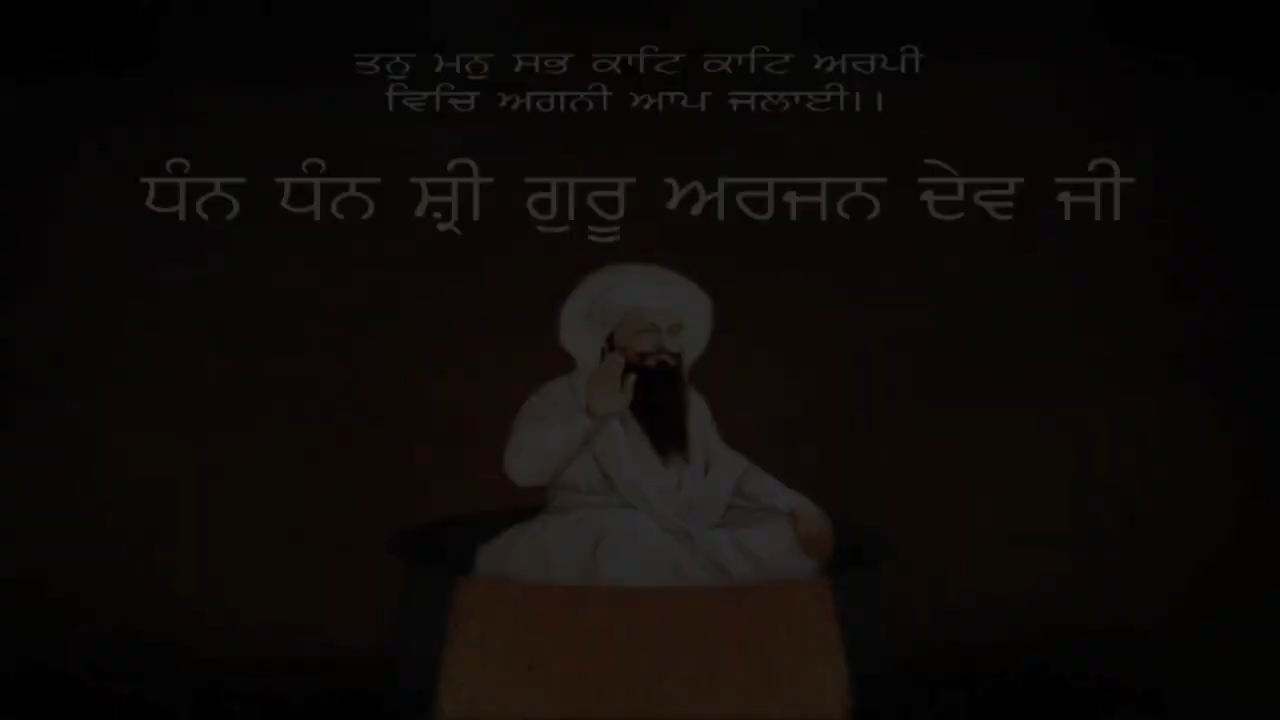 ਤਨੁ ਮਨੁ ਸਭ ਕਾਟਿ ਕਾਟਿ ਅਰਪੀ
ਵਿਚਿ ਅਗਨੀ ਆਪ ਜਲਾਈ।।
ਧੰਨ ਧੰਨ ਸ਼੍ਰੀ ਗੁਰੂ ਅਰਜਨ ਦੇਵ ਜੀ